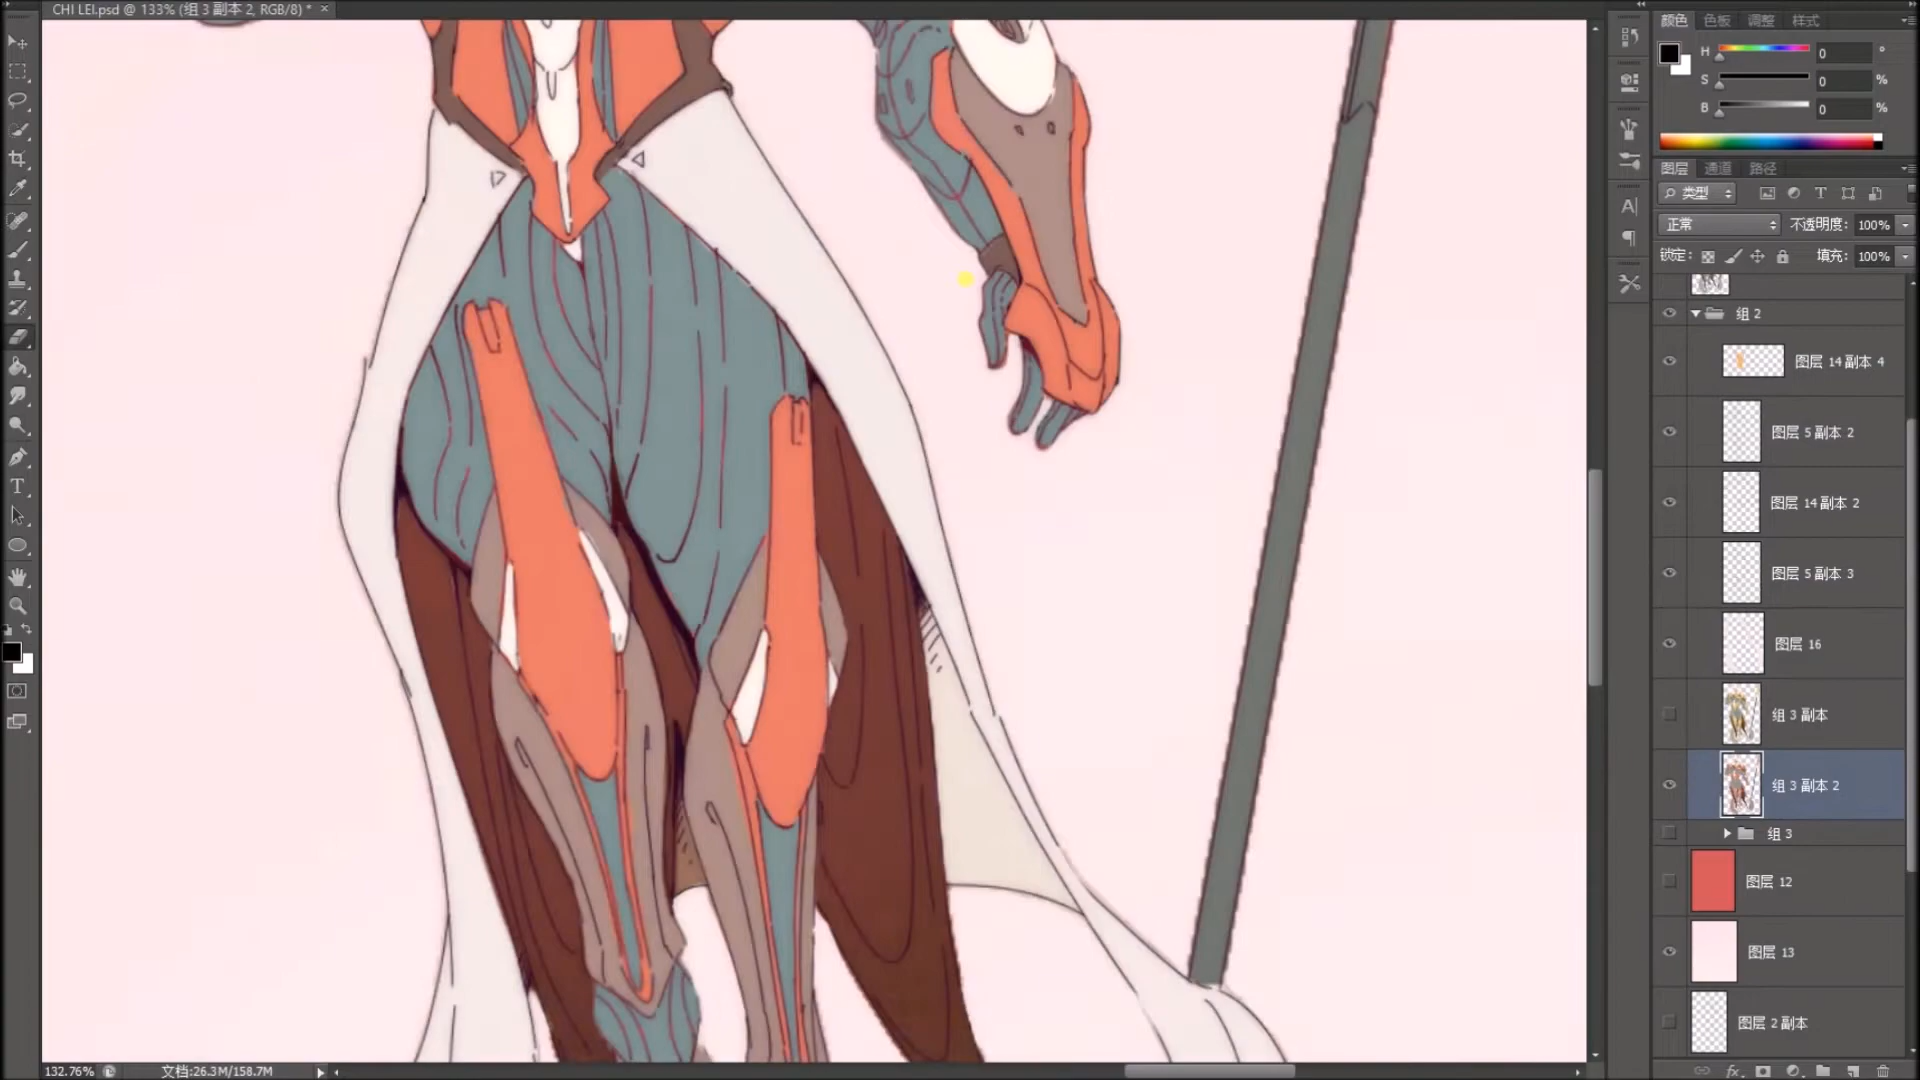 CHI LEI.psd @ 133% (组 3 副本 2, RGB/8) * ×
颜色 色板 调整 样式
H 0 °
S 0 %
B 0 %
图层 通道 路径
类型
正常 不透明度: 100%
锁定: 填充: 100%
组 2
图层 14 副本 4
图层 5 副本 2
图层 14 副本 2
图层 5 副本 3
图层 16
组 3 副本
组 3 副本 2
组 3
图层 12
图层 13
图层 2 副本
132.76% 文档:26.3M/158.7M